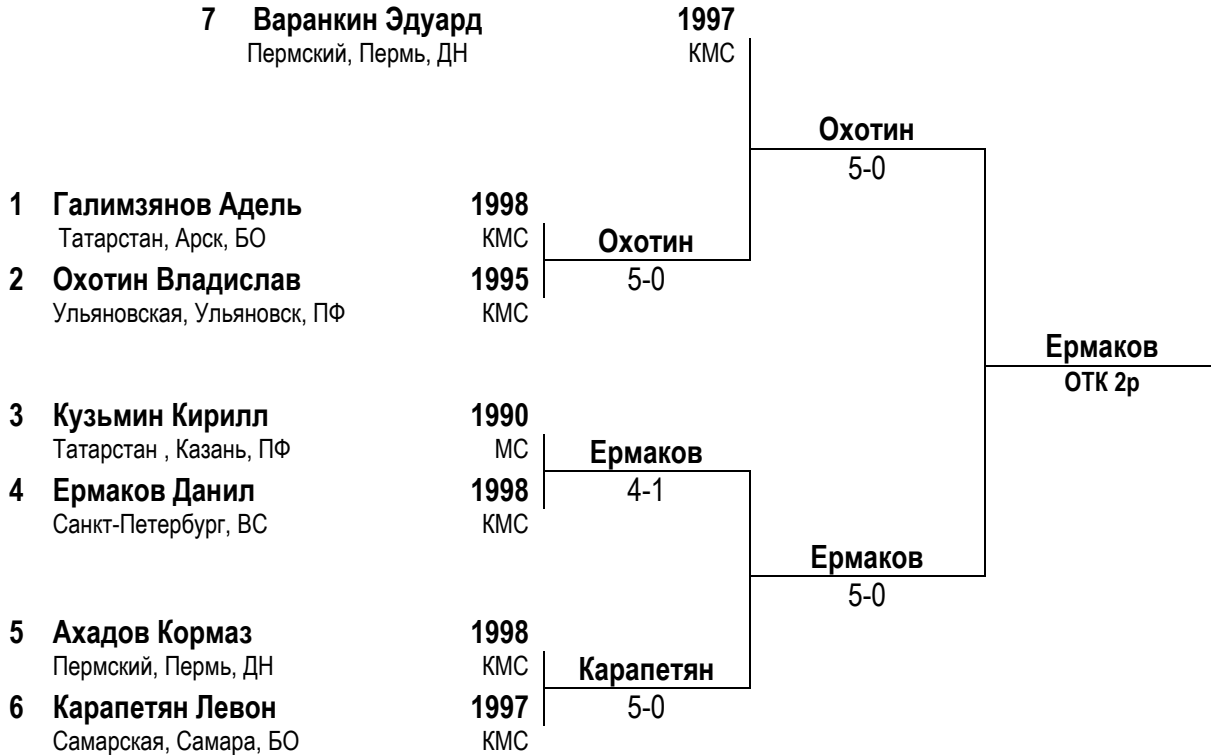 7 Варанкин Эдуард 1997
Пермский, Пермь, ДН КМС
Охотин
5-0
1 Галимзянов Адель 1998
Татарстан, Арск, БО КМС
Охотин
2 Охотин Владислав 1995
5-0
Ульяновская, Ульяновск, ПФ КМС
Ермаков
ОТК 2р
3 Кузьмин Кирилл 1990
Татарстан , Казань, ПФ МС
Ермаков
4 Ермаков Данил 1998
4-1
Санкт-Петербург, ВС КМС
Ермаков
5-0
5 Ахадов Кормаз 1998
Пермский, Пермь, ДН КМС
Карапетян
6 Карапетян Левон 1997
5-0
Самарская, Самара, БО КМС